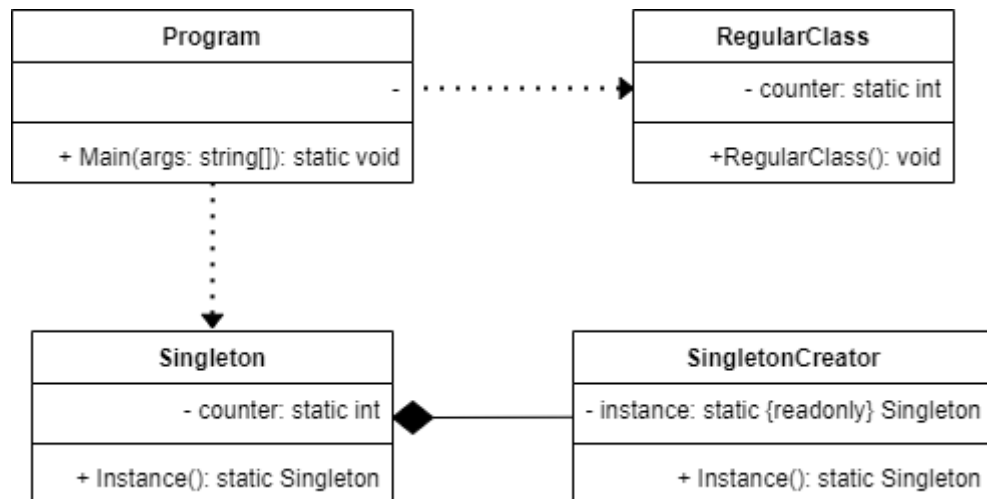 Program
-
+ Main(args: string[]): static void
RegularClass
- counter: static int
+RegularClass(): void
Singleton
- counter: static int
+ Instance(): static Singleton
SingletonCreator
- instance: static {readonly} Singleton
+ Instance(): static Singleton